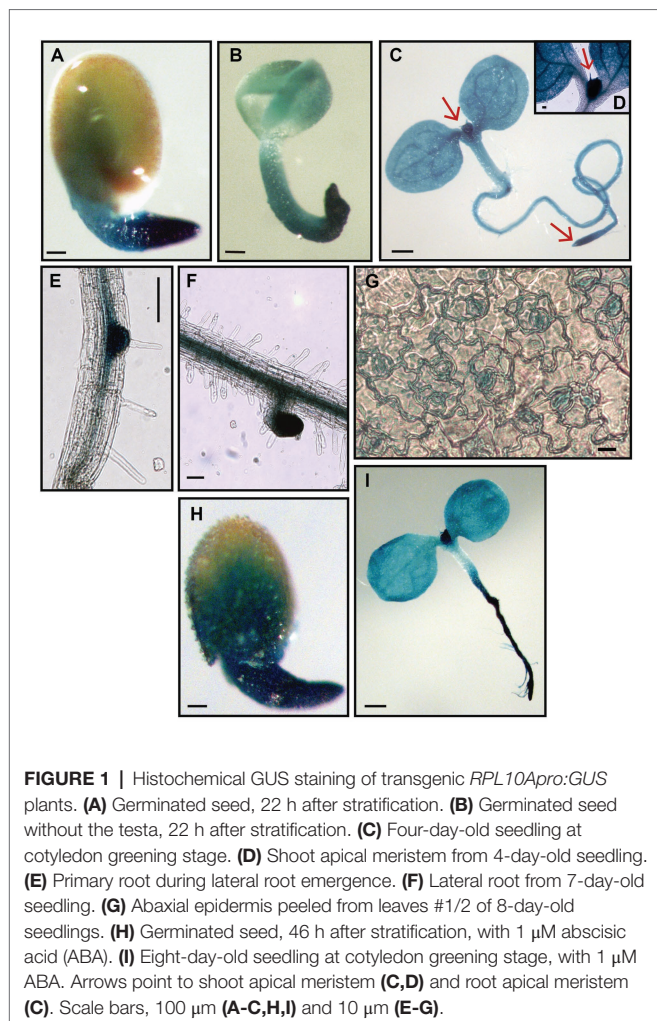 A
B
C
D
E
F
G
H
I
FIGURE 1 | Histochemical GUS staining of transgenic RPL10Apro:GUS
plants. (A) Germinated seed, 22 h after stratification. (B) Germinated seed
without the testa, 22 h after stratification. (C) Four-day-old seedling at
cotyledon greening stage. (D) Shoot apical meristem from 4-day-old seedling.
(E) Primary root during lateral root emergence. (F) Lateral root from 7-day-old
seedling. (G) Abaxial epidermis peeled from leaves #1/2 of 8-day-old
seedlings. (H) Germinated seed, 46 h after stratification, with 1 μM abscisic
acid (ABA). (I) Eight-day-old seedling at cotyledon greening stage, with 1 μM
ABA. Arrows point to shoot apical meristem (C,D) and root apical meristem
(C). Scale bars, 100 μm (A-C,H,I) and 10 μm (E-G).